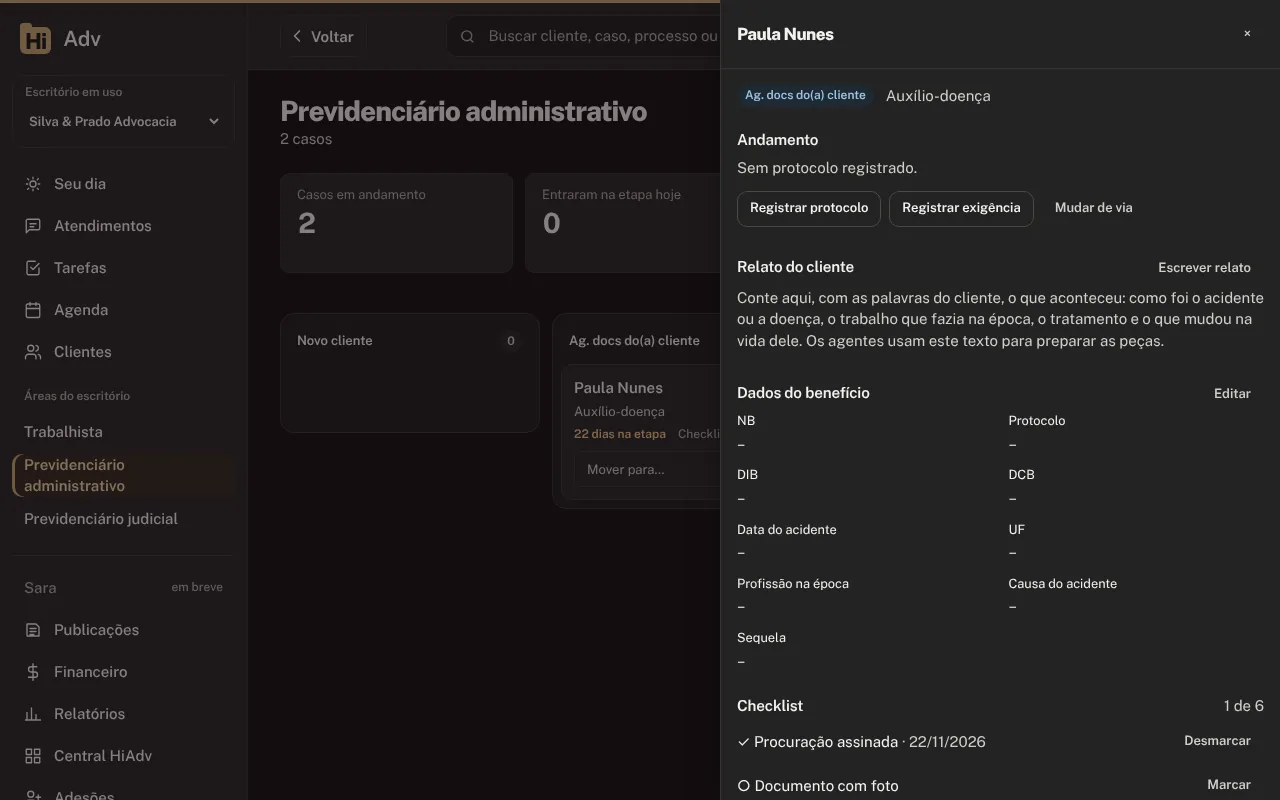 Hi Adv
Escritório em uso
Silva & Prado Advocacia
Seu dia
Atendimentos
Tarefas
Agenda
Clientes
Áreas do escritório
Trabalhista
Previdenciário
administrativo
Previdenciário judicial
Sara em breve
Publicações
Financeiro
Relatórios
Central HiAdv
Adesões
Voltar
Buscar cliente, caso, processo ou
Previdenciário administrativo
2 casos
Casos em andamento
2
Entraram na etapa hoje
0
Novo cliente 0
Ag. docs do(a) cliente
Paula Nunes
Auxílio-doença
22 dias na etapa Checkli
Mover para...
Paula Nunes ×
Ag. docs do(a) cliente Auxílio-doença
Andamento
Sem protocolo registrado.
Registrar protocolo Registrar exigência Mudar de via
Relato do cliente Escrever relato
Conte aqui, com as palavras do cliente, o que aconteceu: como foi o acidente
ou a doença, o trabalho que fazia na época, o tratamento e o que mudou na
vida dele. Os agentes usam este texto para preparar as peças.
Dados do benefício Editar
NB Protocolo
– –
DIB DCB
– –
Data do acidente UF
– –
Profissão na época Causa do acidente
– –
Sequela
–
Checklist 1 de 6
✓ Procuração assinada · 22/11/2026 Desmarcar
○ Documento com foto Marcar